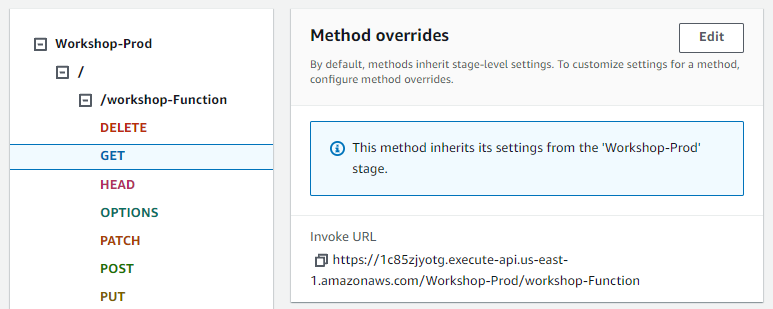 Workshop-Prod
/
/workshop-Function
DELETE
GET
HEAD
OPTIONS
PATCH
POST
PUT
Method overrides
Edit
By default, methods inherit stage-level settings. To customize settings for a method,
configure method overrides.
This method inherits its settings from the 'Workshop-Prod'
stage.
Invoke URL
https://1c85zjyotg.execute-api.us-east-
1.amazonaws.com/Workshop-Prod/workshop-Function